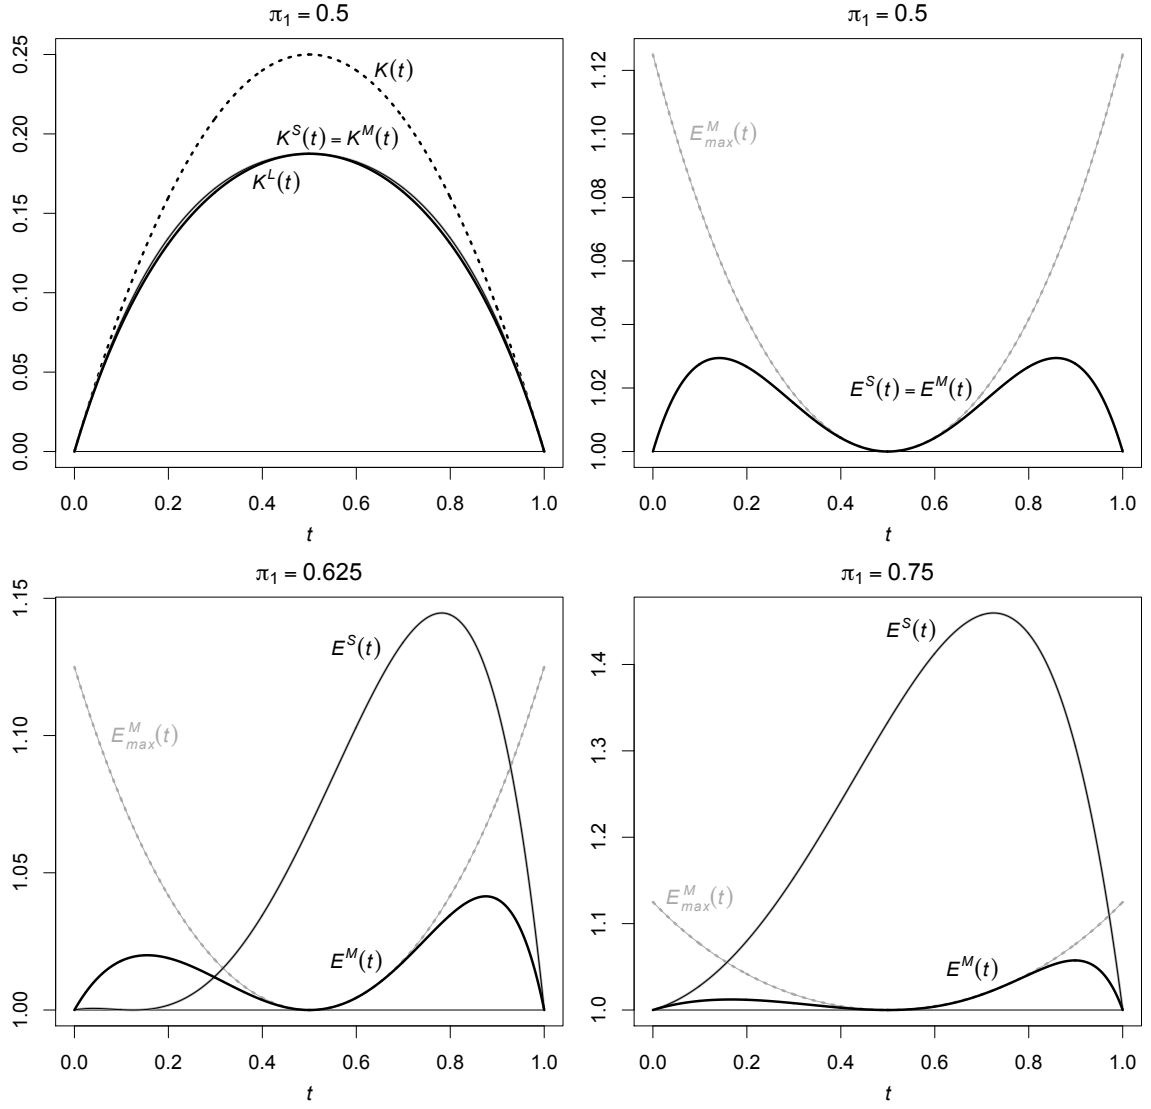 π₁ = 0.5
0.00 0.05 0.10 0.15 0.20 0.25
K(t)
K^S(t) = K^M(t)
K^L(t)
0.0 0.2 0.4 0.6 0.8 1.0
t
π₁ = 0.5
1.00 1.02 1.04 1.06 1.08 1.10 1.12
E^M_max(t)
E^S(t) = E^M(t)
0.0 0.2 0.4 0.6 0.8 1.0
t
π₁ = 0.625
1.00 1.05 1.10 1.15
E^S(t)
E^M_max(t)
E^M(t)
0.0 0.2 0.4 0.6 0.8 1.0
t
π₁ = 0.75
1.0 1.1 1.2 1.3 1.4
E^S(t)
E^M_max(t)
E^M(t)
0.0 0.2 0.4 0.6 0.8 1.0
t